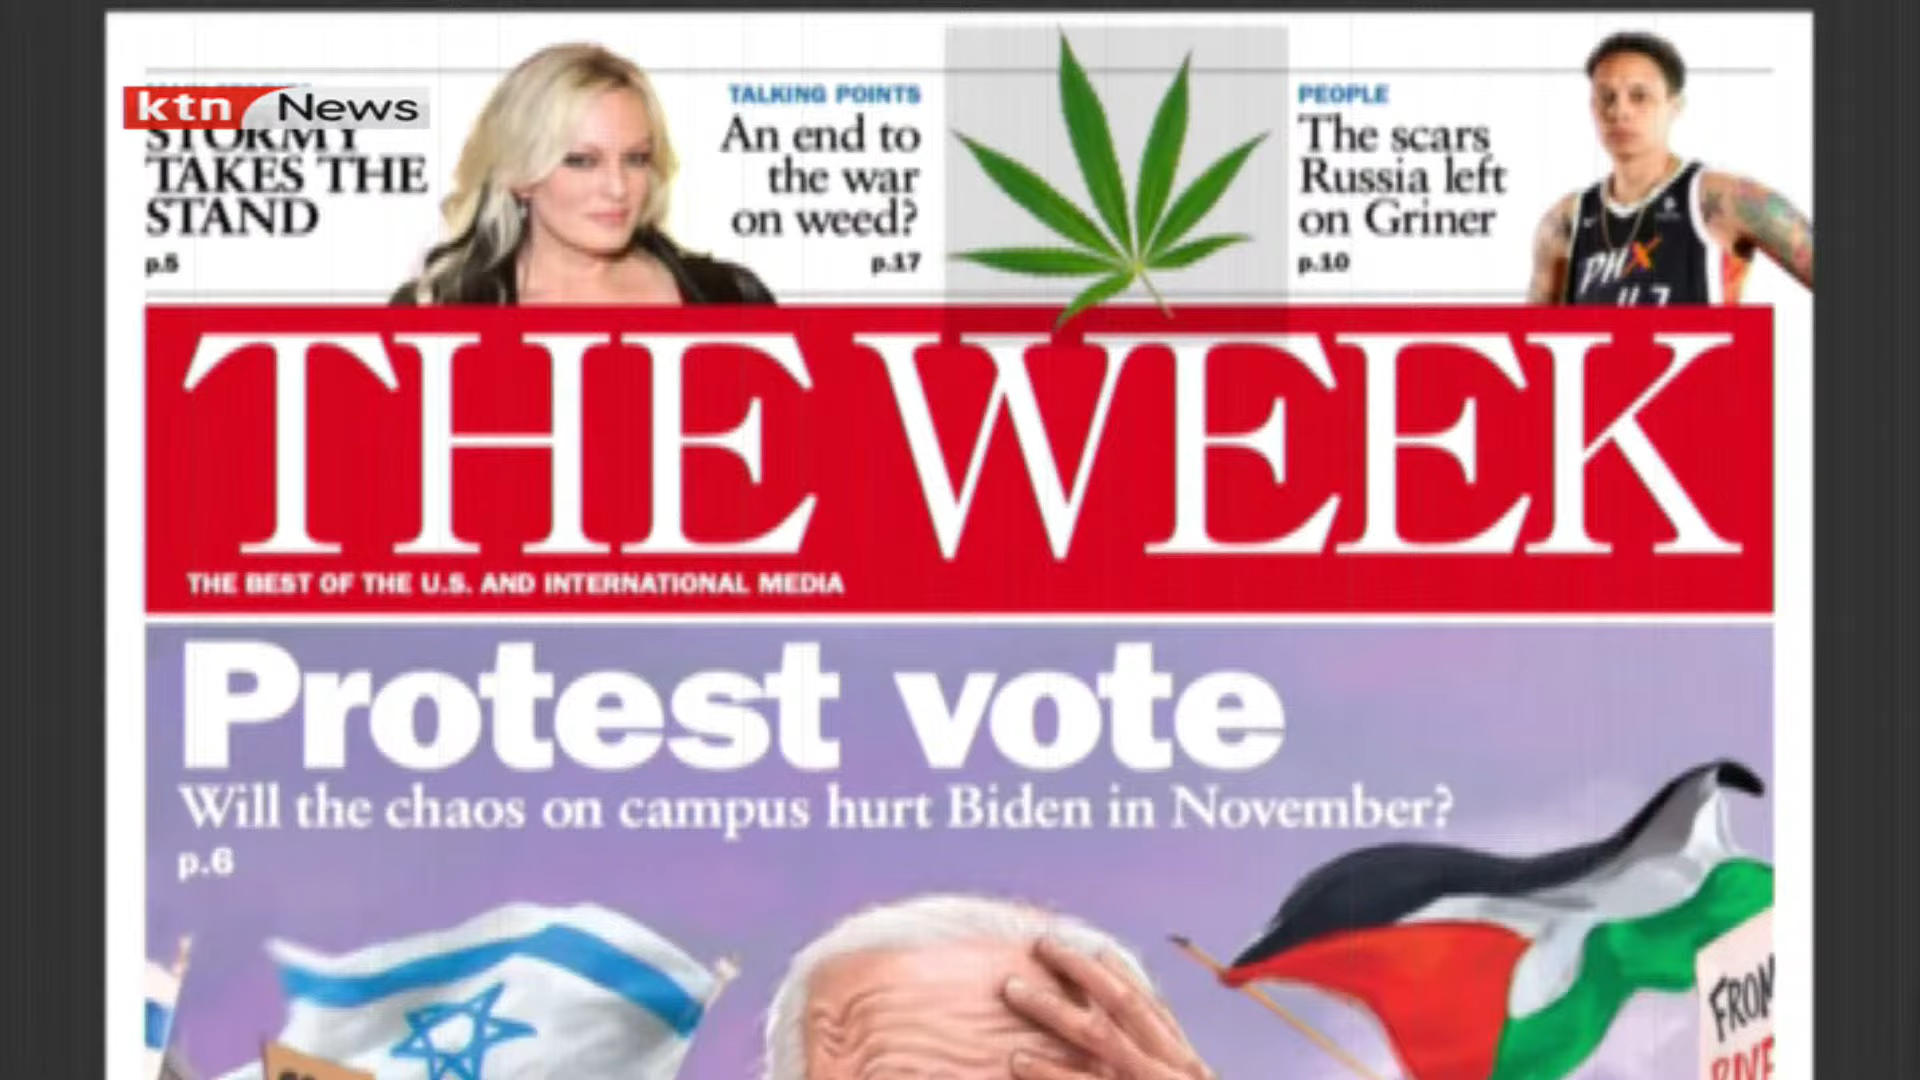 ktn News
STORMY
TAKES THE
STAND
p.5
TALKING POINTS
An end to
the war
on weed?
p.17
PEOPLE
The scars
Russia left
on Griner
p.10
PHX
THE WEEK
THE BEST OF THE U.S. AND INTERNATIONAL MEDIA
Protest vote
Will the chaos on campus hurt Biden in November?
p.6
FROM